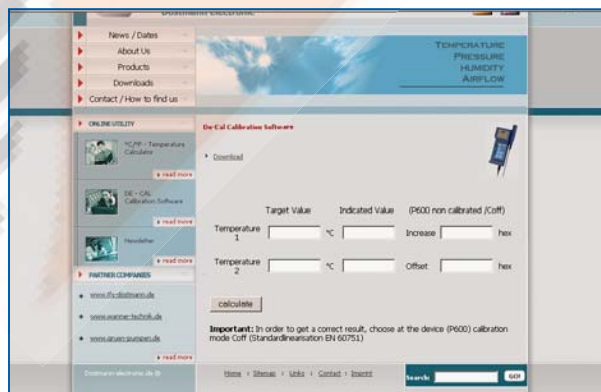 Dostmann electronic
News / Dates
About Us
Products
Downloads
Contact / How to find us
TEMPERATURE
PRESSURE
HUMIDITY
AIRFLOW
ONLINE UTILITY
°C/°F - Temperature
Calculator
read more
DE - CAL
Calibration Software
read more
Newsletter
read more
PARTNER COMPANIES
www.wanner-technik.de
www.gruen-pumpen.de
read more
Dostmann electronic.de ©
De-Cal Calibration Software
Download
Target Value Indicated Value (P600 non calibrated /Coff)
Temperature
1 °C Increase hex
Temperature
2 °C Offset hex
calculate
Important: In order to get a correct result, choose at the device (P600) calibration
mode Coff (Standardlinearisation EN 60751)
Home Sitemap Links Contact Imprint
Search: GO!